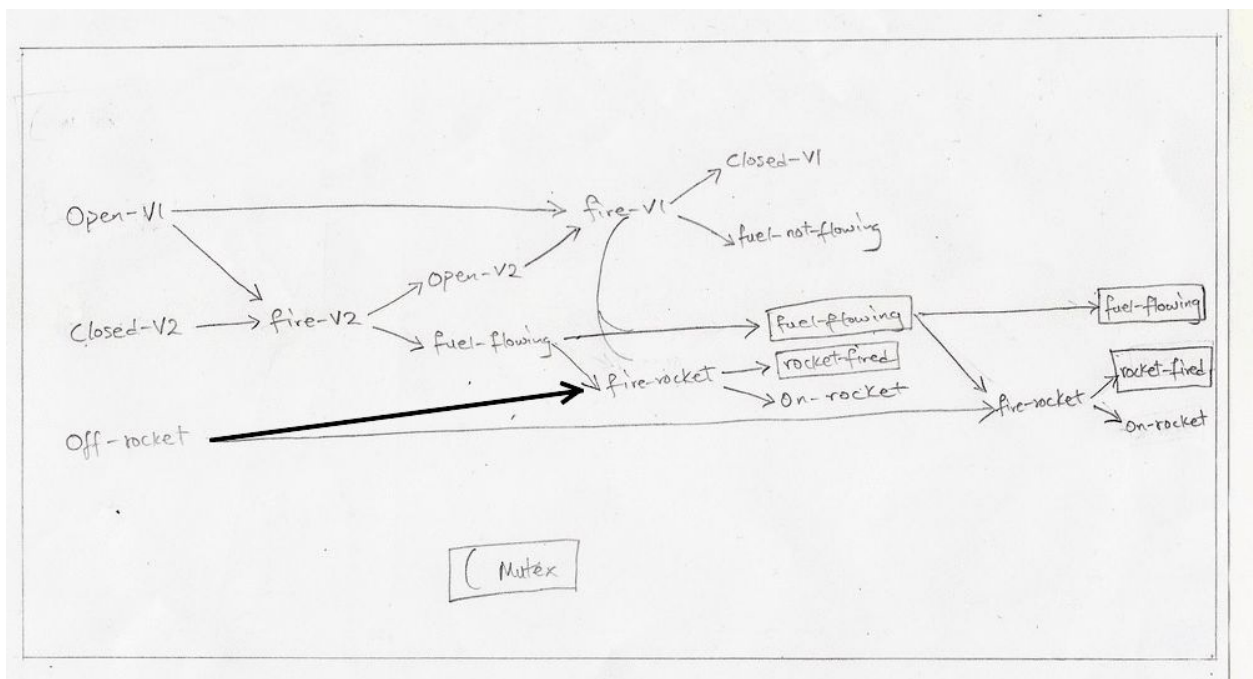 Closed-V1
Open-V1
fire-V1
fuel-not-flowing
Open-V2
Closed-V2
fire-V2
fuel-flowing
fuel-flowing
fuel-flowing
rocket-fired
fire-rocket
On-rocket
rocket-fired
fire-rocket
On-rocket
Off-rocket
Mutex